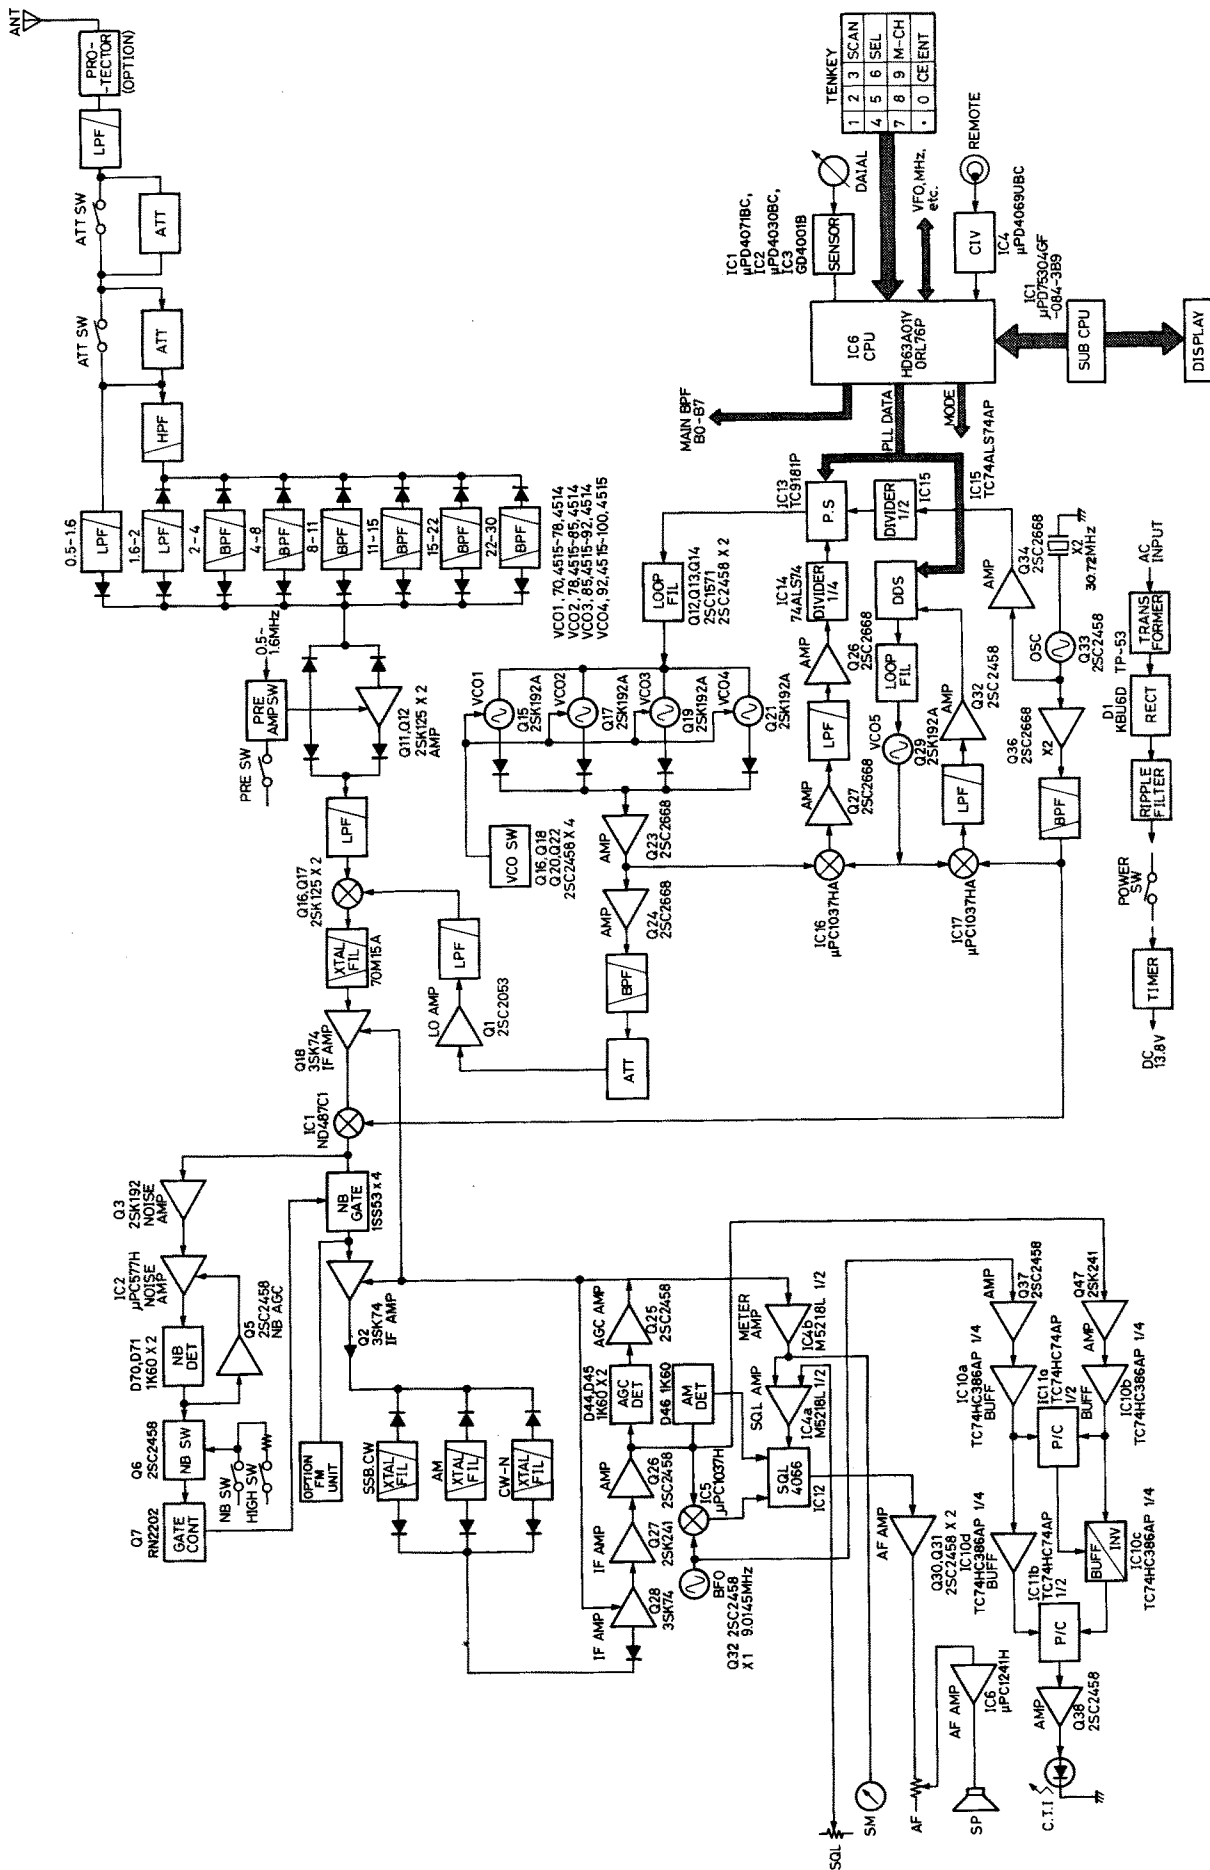 ANT
PRO-
-TECTOR
(OPTION)
LPF
ATT SW
ATT
ATT SW
ATT
HPF
0.5-1.6
LPF
1.6-2
LPF
2-4
BPF
4-8
BPF
8-11
BPF
11-15
BPF
15-22
BPF
22-30
BPF
0.5~
1.6MHz
PRE
AMP SW
PRE SW
Q11,Q12
2SK125 X 2
AMP
LPF
Q16,Q17
2SK125 X 2
XTAL
FIL
70M15A
Q18
3SK74
IF AMP
IC1
ND487C1
LO AMP
Q1
2SC2053
LPF
ATT
BPF
AMP
Q24
2SC2668
AMP
Q23
2SC2668
VCO SW
Q16,Q18
Q20,Q22
2SC2458 X 4
VCO1
Q15
2SK192A
VCO2
Q17
2SK192A
VCO3
Q19
2SK192A
VCO4
Q21
2SK192A
VCO1, 70,4515~78,4514
VCO2, 78,4515~85,4514
VCO3, 85,4515~92,4514
VCO4, 92,4515~100,4515
LOOP
FIL
Q12,Q13,Q14
2SC1571
2SC2458 X 2
IC13
TC9181P
P.S
IC14
74ALS74
DIVIDER
1/4
DIVIDER
1/2
IC15
IC15
TC74ALS74AP
AMP
Q26
2SC2668
LPF
AMP
Q27
2SC2668
IC16
µPC1037HA
DDS
LOOP
FIL
VCO5
Q29
2SK192A
Q32
2SC2458
AMP
LPF
IC17
µPC1037HA
AMP
Q34
2SC2668
X2
30.72MHz
OSC
Q33
2SC2458
Q36
2SC2668
X2
BPF
MAIN BPF
B0-B7
PLL DATA
MODE
IC6
CPU
HD63A01Y
0RL76P
IC1
µPD4071BC,
IC2
µPD4030BC,
IC3
GD4001B
SENSOR
DAIAL
TENKEY
1 2 3 SCAN
4 5 6 SEL
7 8 9 M-CH
• 0 CE ENT
VFO,MHz,
etc.
REMOTE
CIV
IC4
µPD4069UBC
IC1
µPD75304GF
-084-3B9
SUB CPU
DISPLAY
AC
INPUT
TRANS
FORMER
TP-53
D1
KBU6D
RECT
RIPPLE
FILTER
POWER
SW
TIMER
DC
13.8V
Q3
2SK192
NOISE
AMP
IC2
µPC577H
NOISE
AMP
D70,D71
1K60 X 2
NB
DET
Q5
2SC2458
NB AGC
Q6
2SC2458
NB SW
NB SW
HIGH SW
Q7
RN2202
GATE
CONT
NB
GATE
1SS53 x 4
OPTION
FM
UNIT
Q2
3SK74
IF AMP
SSB,CW
XTAL
FIL
AM
XTAL
FIL
CW-N
XTAL
FIL
IF AMP
Q28
3SK74
IF AMP
Q27
2SK241
AMP
Q26
2SC2458
D44,D45
1K60 X2
AGC
DET
AGC AMP
Q25
2SC2458
D46 1K60
AM
DET
IC5
µPC1037H
BFO
Q32 2SC2458
X1 9.0145MHz
METER
AMP
IC4b
M5218L 1/2
SQL AMP
IC4a
M5218L 1/2
SQL
4066
IC12
AF AMP
Q30,Q31
2SC2458 X 2
SQL
SM
AF
SP
AF AMP
IC6
µPC1241H
AMP
Q37
2SC2458
AMP
Q47
2SK241
IC10a
TC74HC386AP 1/4
BUFF
IC10b
TC74HC386AP 1/4
BUFF
IC11a
TC74HC74AP
1/2
P/C
IC10d
TC74HC386AP 1/4
BUFF
IC10c
TC74HC386AP 1/4
BUFF
INV
IC11b
TC74HC74AP
1/2
P/C
AMP
Q38
2SC2458
C.T.I